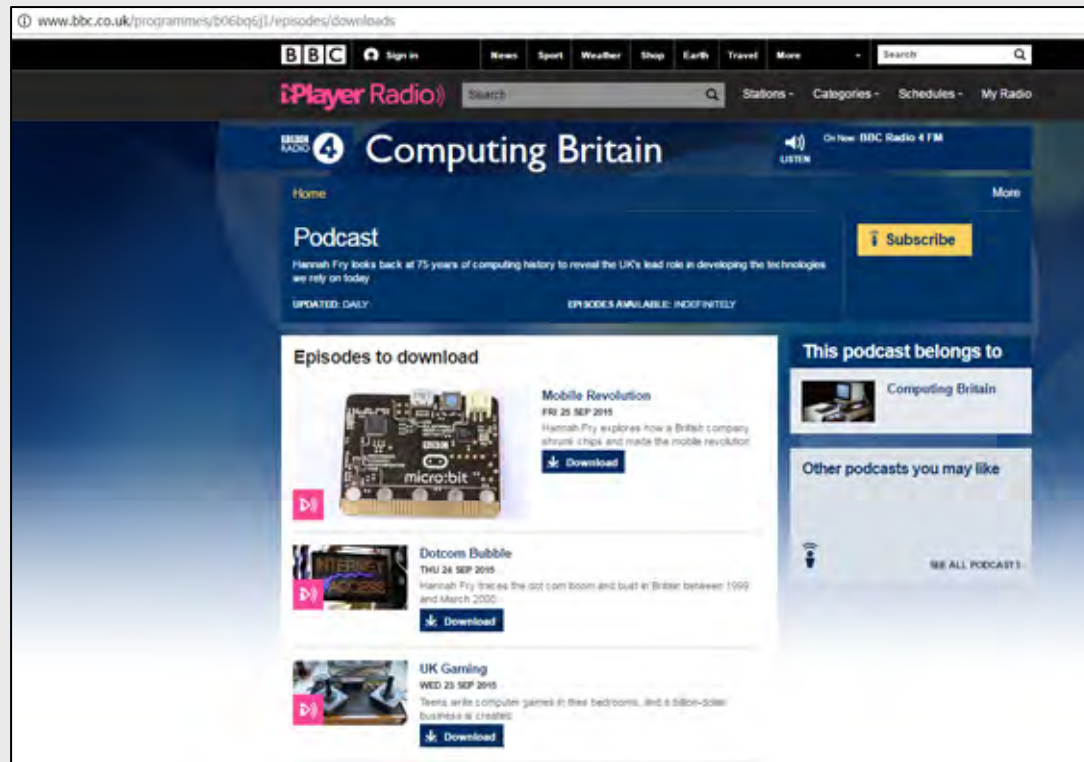 www.bbc.co.uk/programmes/b06bq6j1/episodes/downloads
BBC Sign in News Sport Weather Shop Earth Travel More Search
iPlayer Radio Search Stations Categories Schedules My Radio
BBC RADIO 4 Computing Britain LISTEN On Now: BBC Radio 4 FM
Home More
Podcast Subscribe
Hannah Fry looks back at 75 years of computing history to reveal the UK's lead role in developing the technologies
we rely on today
UPDATED: DAILY EPISODES AVAILABLE: INDEFINITELY
Episodes to download
Mobile Revolution
FRI 25 SEP 2015
Hannah Fry explores how a British company
shrunk chips and made the mobile revolution
Download
BBC
micro:bit
INTERNET
ACCESS
Dotcom Bubble
THU 24 SEP 2015
Hannah Fry traces the dot com boom and bust in Britain between 1999
and March 2000
Download
UK Gaming
WED 23 SEP 2015
Teens write computer games in their bedrooms, and a billion-dollar
business is created
Download
This podcast belongs to
Computing Britain
Other podcasts you may like
SEE ALL PODCASTS